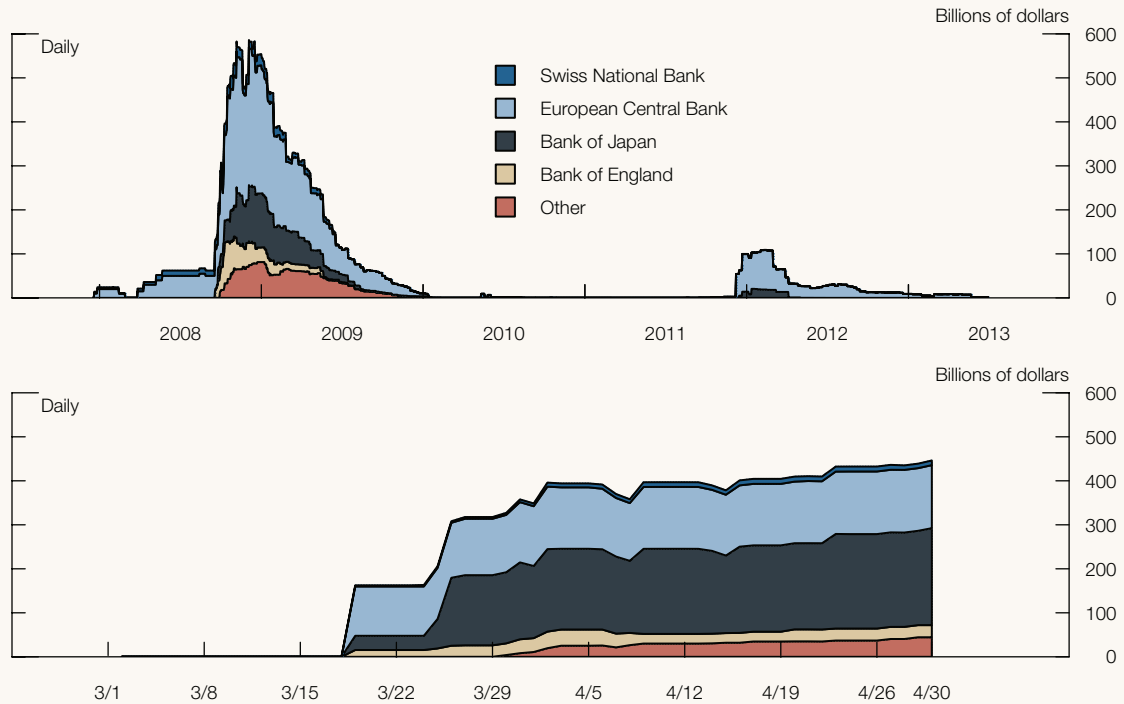 Billions of dollars
Daily
600
Swiss National Bank
500
European Central Bank
400
Bank of Japan
300
Bank of England
200
Other
100
0
2008 2009 2010 2011 2012 2013
Billions of dollars
Daily
600
500
400
300
200
100
0
3/1 3/8 3/15 3/22 3/29 4/5 4/12 4/19 4/26 4/30